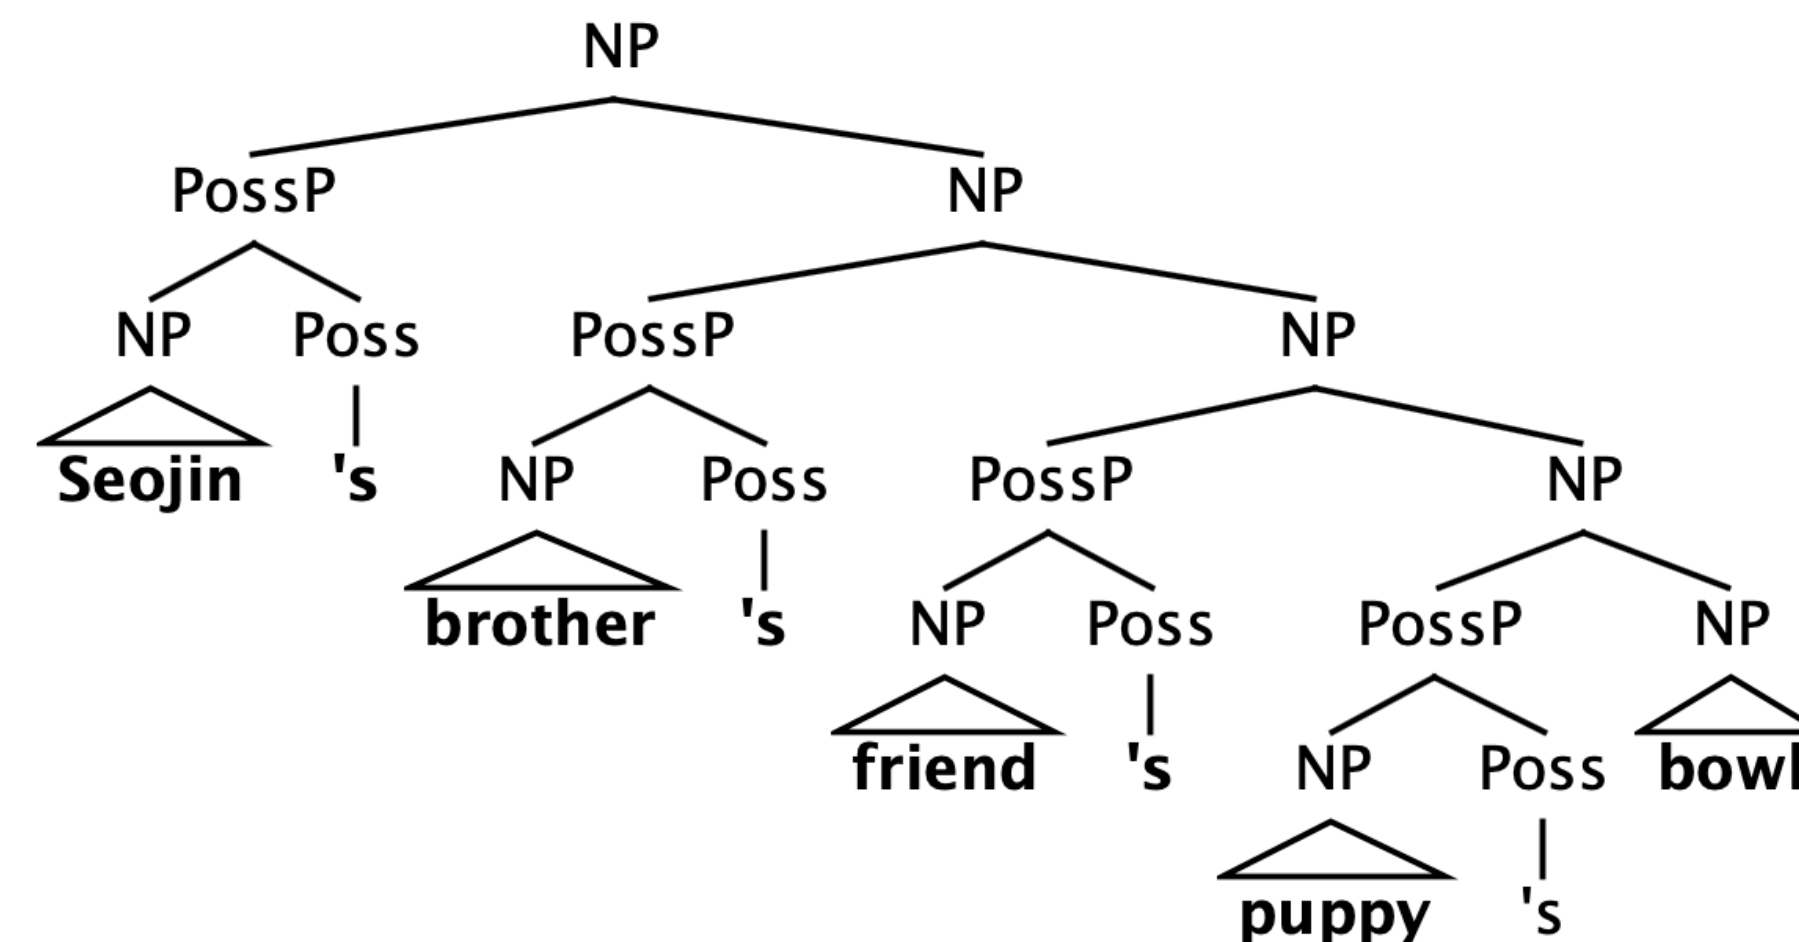 NP
PossP NP
NP Poss PossP NP
Seojin 's NP Poss PossP NP
brother 's NP Poss PossP NP
friend 's NP Poss bowl
puppy 's